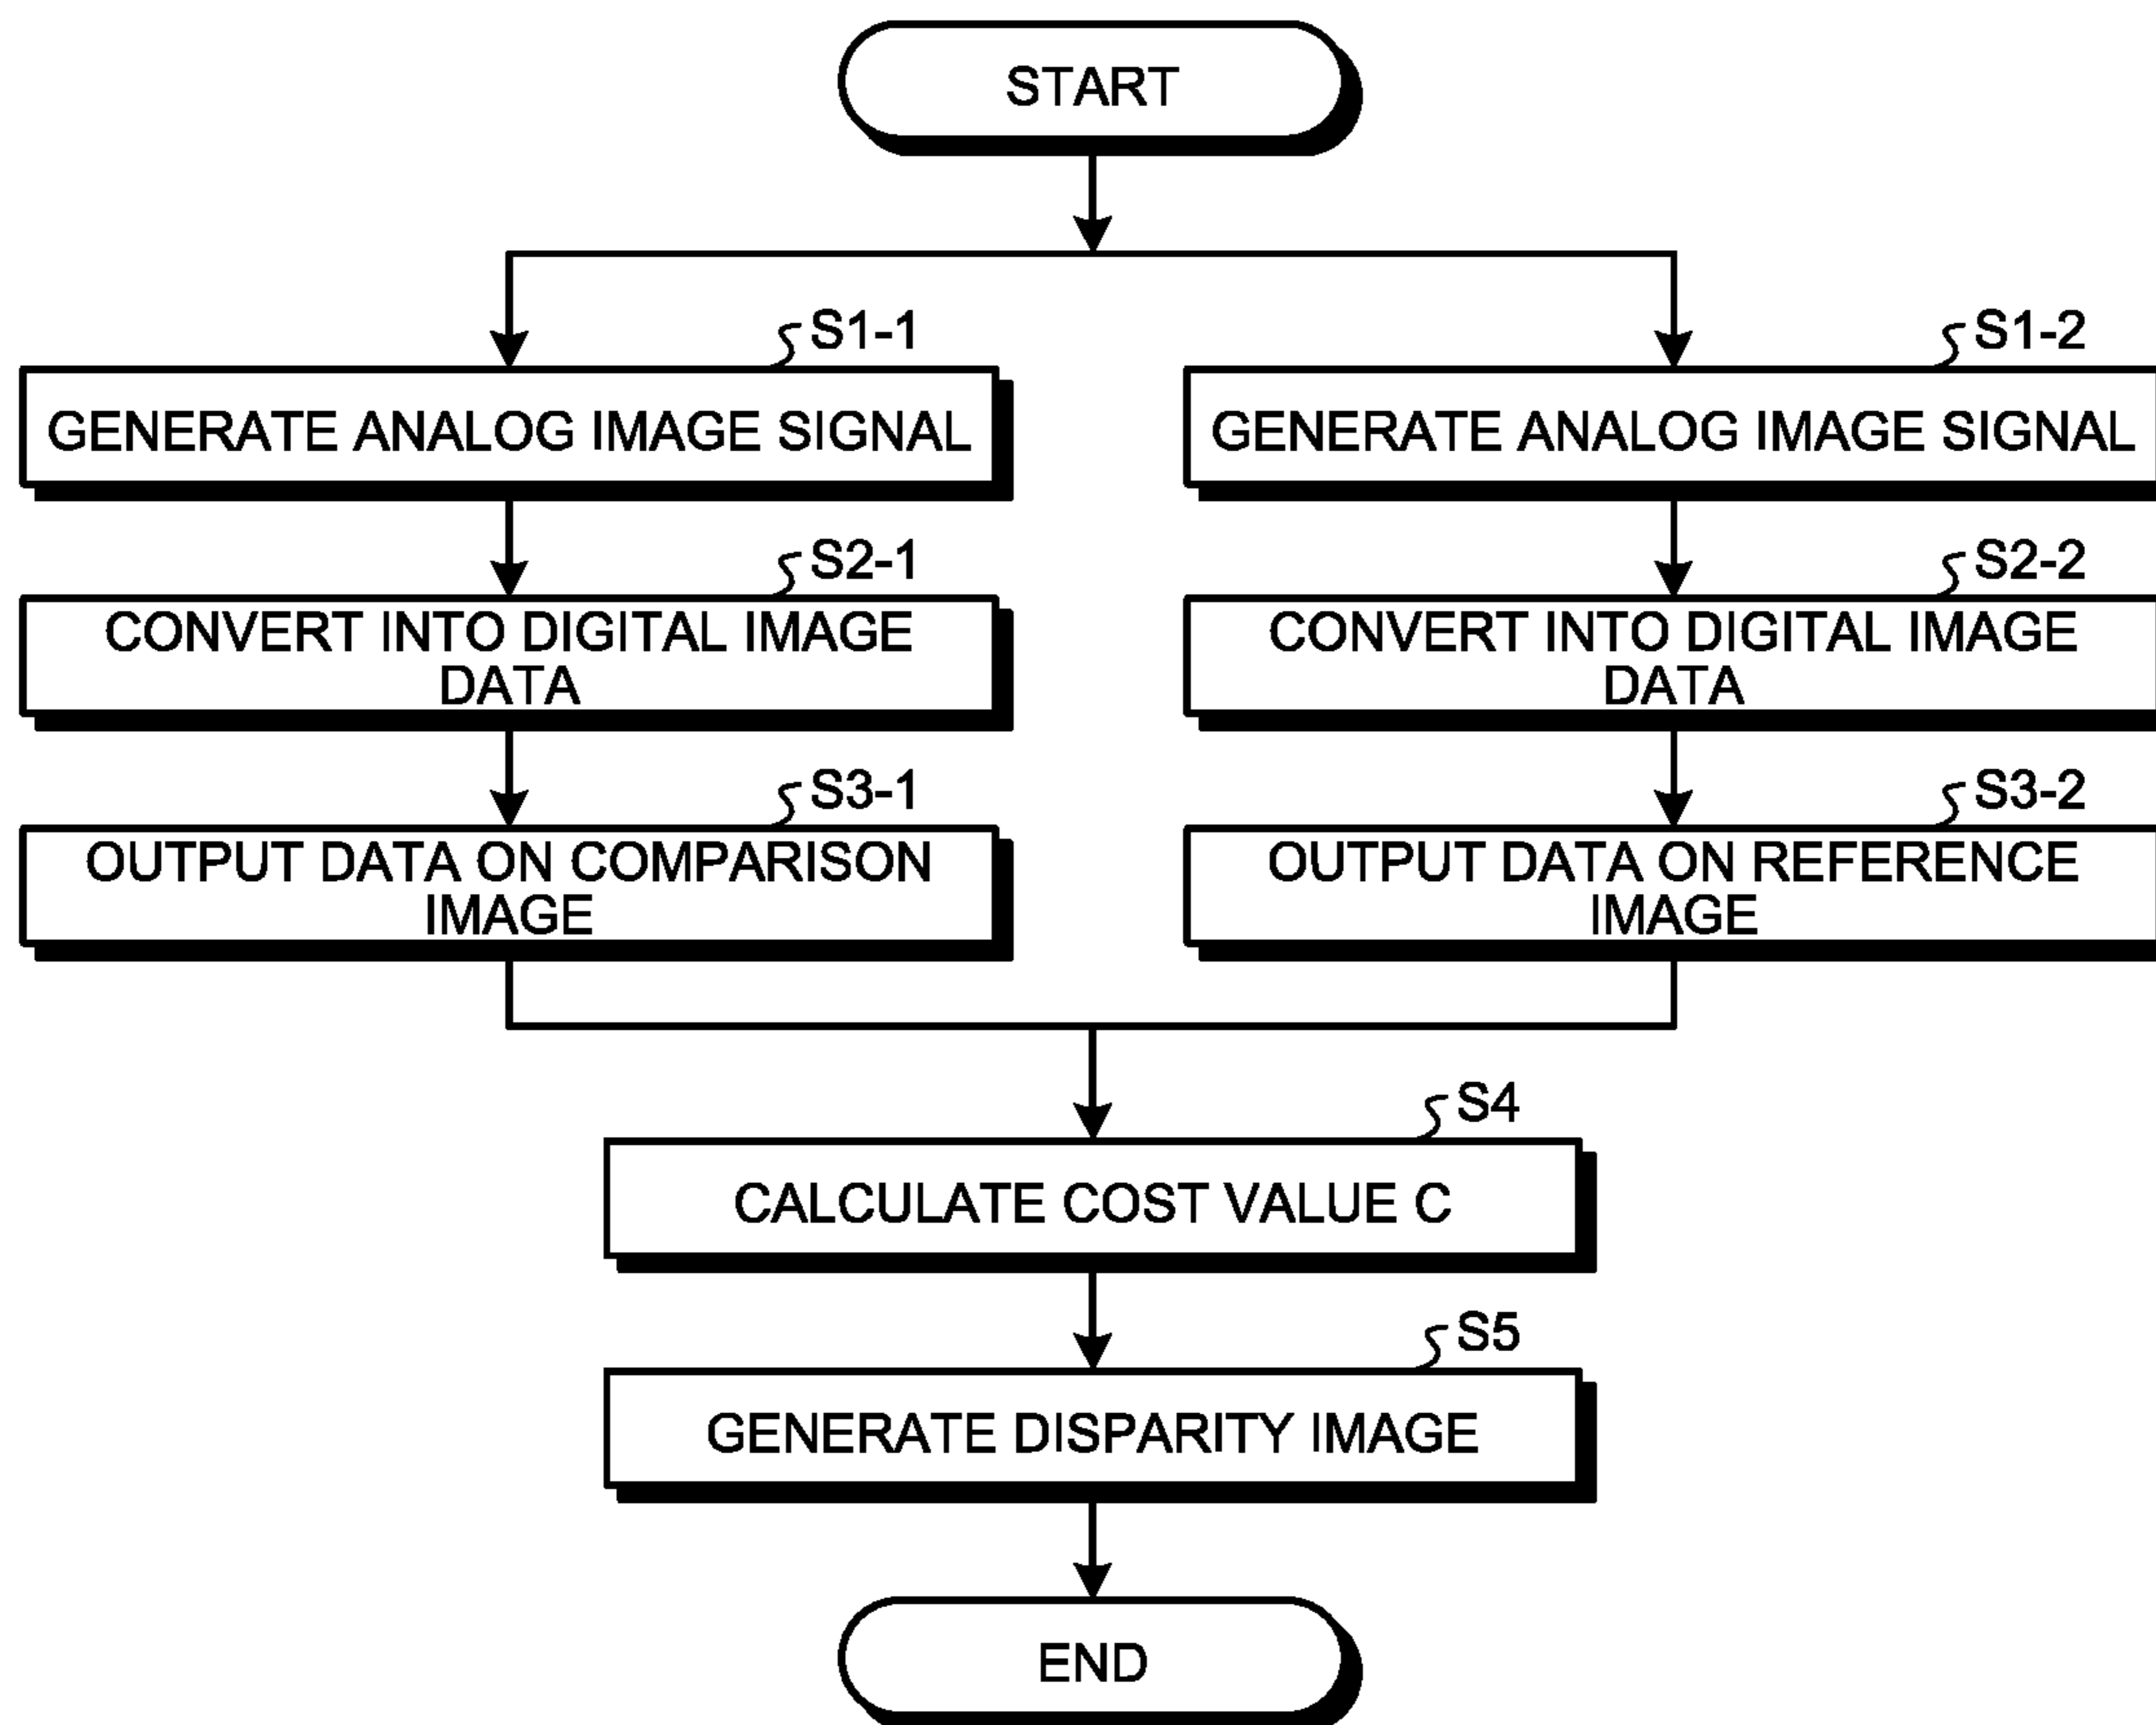 START
S1-1
GENERATE ANALOG IMAGE SIGNAL
S2-1
CONVERT INTO DIGITAL IMAGE
DATA
S3-1
OUTPUT DATA ON COMPARISON
IMAGE
S1-2
GENERATE ANALOG IMAGE SIGNAL
S2-2
CONVERT INTO DIGITAL IMAGE
DATA
S3-2
OUTPUT DATA ON REFERENCE
IMAGE
S4
CALCULATE COST VALUE C
S5
GENERATE DISPARITY IMAGE
END